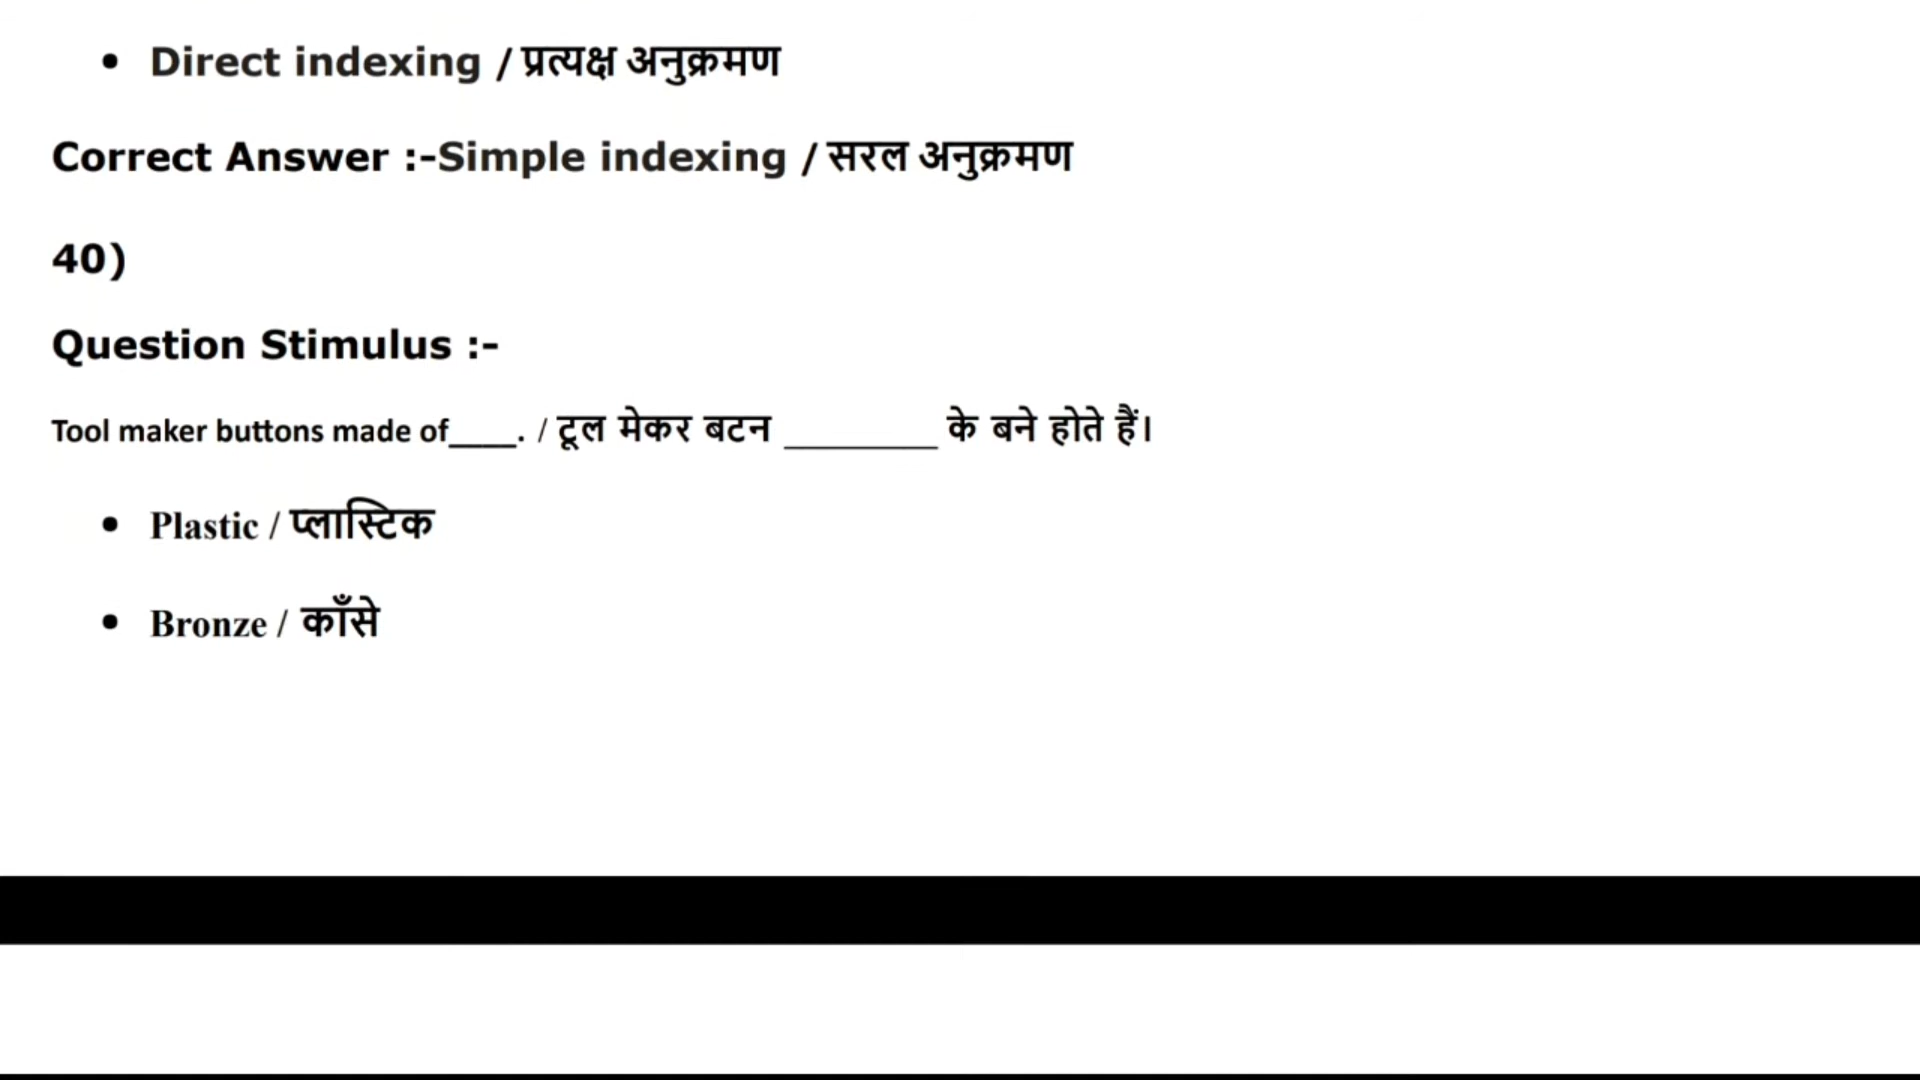 • Direct indexing / प्रत्यक्ष अनुक्रमण
Correct Answer :-Simple indexing / सरल अनुक्रमण
40)
Question Stimulus :-
Tool maker buttons made of____. / टूल मेकर बटन ________ के बने होते हैं।
• Plastic / प्लास्टिक
• Bronze / काँसे